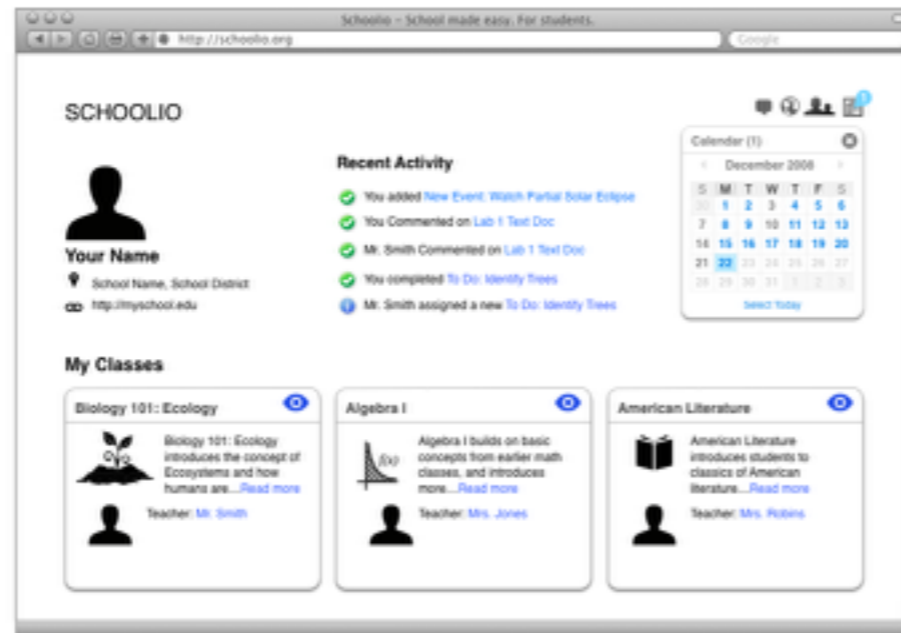 Schoolio - School made easy. For students.
http://schoolio.org
Google
SCHOOLIO
1
Calendar (1)
December 2008
S M T W T F S
30 1 2 3 4 5 6
7 8 9 10 11 12 13
14 15 16 17 18 19 20
21 22 23 24 25 26 27
28 29 30 31 1 2 3
Select Today
Recent Activity
You added New Event: Watch Partial Solar Eclipse
You Commented on Lab 1 Text Doc
Mr. Smith Commented on Lab 1 Text Doc
You completed To Do: Identify Trees
Mr. Smith assigned a new To Do: Identify Trees
Your Name
School Name, School District
http://myschool.edu
My Classes
Biology 101: Ecology
Biology 101: Ecology
introduces the concept of
Ecosystems and how
humans are...Read more
Teacher: Mr. Smith
Algebra I
f(x)
Algebra I builds on basic
concepts from earlier math
classes, and introduces
more...Read more
Teacher: Mrs. Jones
American Literature
American Literature
introduces students to
classics of American
literature...Read more
Teacher: Mrs. Robins